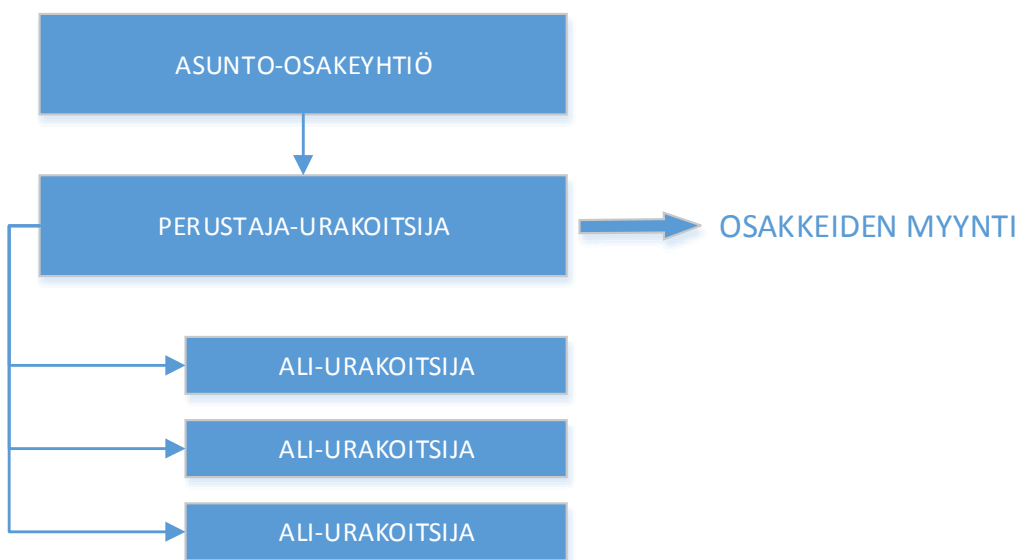 ASUNTO-OSAKEYHTIÖ
PERUSTAJA-URAKOITSIJA
OSAKKEIDEN MYYNTI
ALI-URAKOITSIJA
ALI-URAKOITSIJA
ALI-URAKOITSIJA